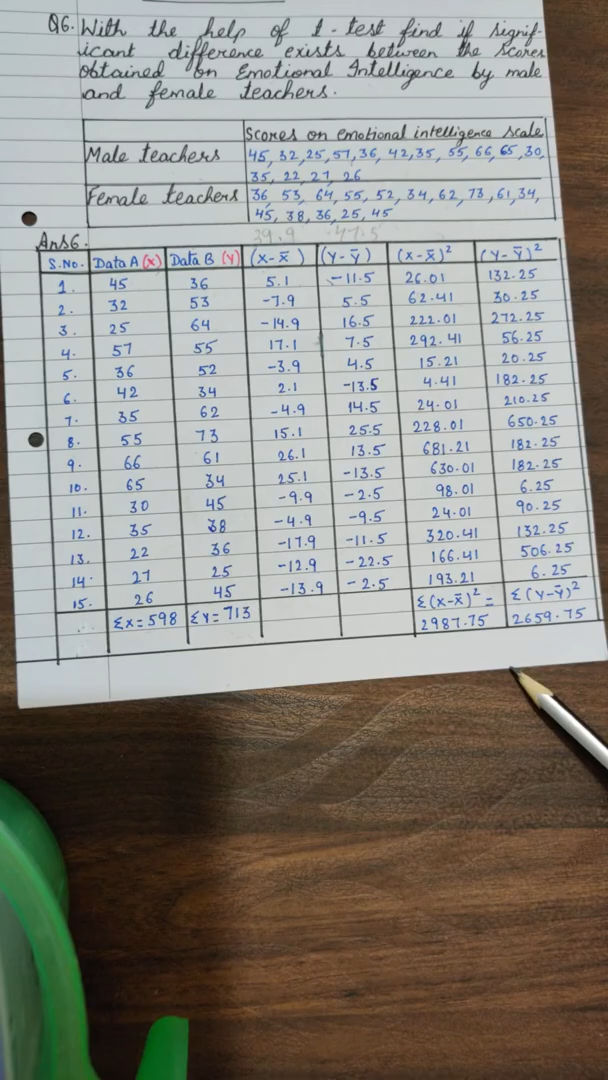 Q6. With the help of t-test find if signif-
icant difference exists between the scores
obtained on Emotional Intelligence by male
and female teachers.
Scores on emotional intelligence scale
Male teachers 45, 32, 25, 57, 36, 42, 35, 55, 66, 65, 30,
35, 22, 27, 26
Female teachers 36, 53, 64, 55, 52, 34, 62, 73, 61, 34,
45, 38, 36, 25, 45
Ans6. 39.9 47.5
S.No. Data A (X) Data B (Y) (X-X̄) (Y-Ȳ) (X-X̄)² (Y-Ȳ)²
1. 45 36 5.1 -11.5 26.01 132.25
2. 32 53 -7.9 5.5 62.41 30.25
3. 25 64 -14.9 16.5 222.01 272.25
4. 57 55 17.1 7.5 292.41 56.25
5. 36 52 -3.9 4.5 15.21 20.25
6. 42 34 2.1 -13.5 4.41 182.25
7. 35 62 -4.9 14.5 24.01 210.25
8. 55 73 15.1 25.5 228.01 650.25
9. 66 61 26.1 13.5 681.21 182.25
10. 65 34 25.1 -13.5 630.01 182.25
11. 30 45 -9.9 -2.5 98.01 6.25
12. 35 38 -4.9 -9.5 24.01 90.25
13. 22 36 -17.9 -11.5 320.41 132.25
14. 27 25 -12.9 -22.5 166.41 506.25
15. 26 45 -13.9 -2.5 193.21 6.25
Σx=598 Σy=713 Σ(X-X̄)² = Σ(Y-Ȳ)²
2987.75 2659.75